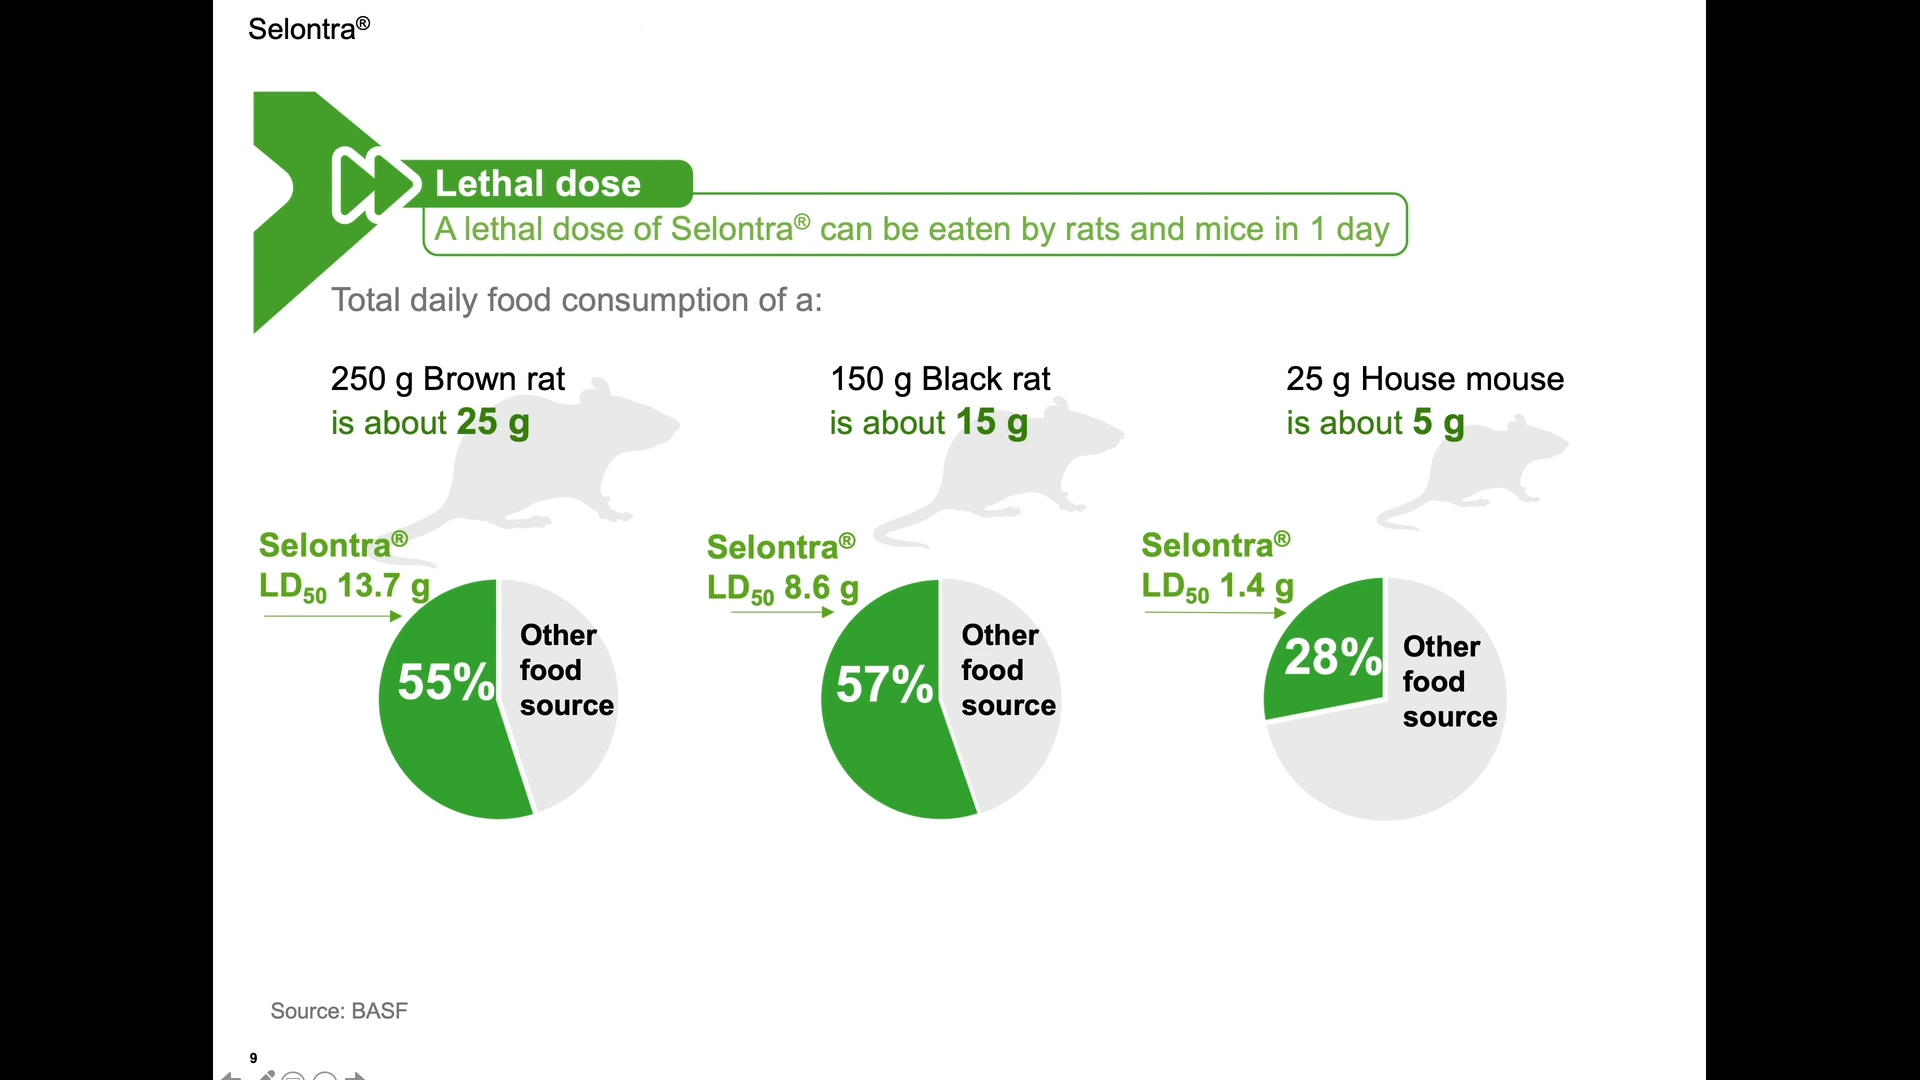 Selontra®
Lethal dose
A lethal dose of Selontra® can be eaten by rats and mice in 1 day
Total daily food consumption of a:
250 g Brown rat
is about 25 g
150 g Black rat
is about 15 g
25 g House mouse
is about 5 g
Selontra®
LD50 13.7 g
55%
Other
food
source
Selontra®
LD50 8.6 g
57%
Other
food
source
Selontra®
LD50 1.4 g
28%
Other
food
source
Source: BASF
9